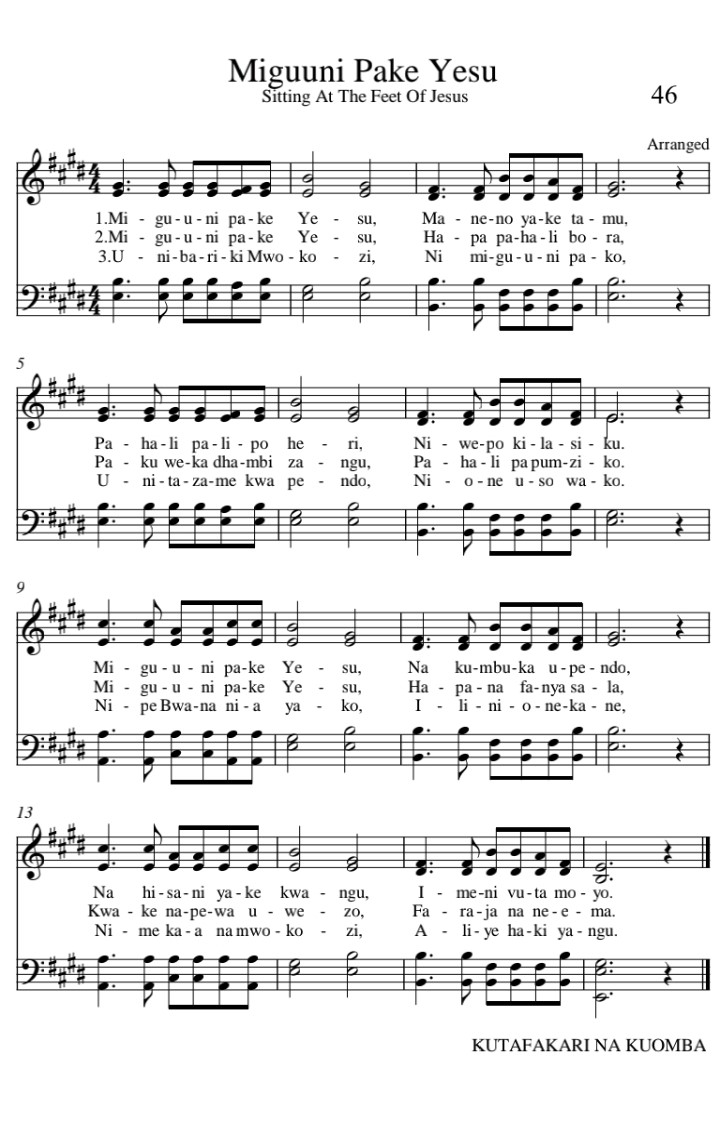 Miguuni Pake Yesu
Sitting At The Feet Of Jesus
46
Arranged
1.Mi - gu - u - ni pa - ke Ye - su, Ma - ne - no ya - ke ta - mu,
2.Mi - gu - u - ni pa - ke Ye - su, Ha - pa pa - ha - li bo - ra,
3.U - ni - ba - ri - ki Mwo - ko - zi, Ni mi - gu - u - ni pa - ko,
5
Pa - ha - li pa - li - po he - ri, Ni - we - po ki - la - si - ku.
Pa - ku we - ka dha - mbi za - ngu, Pa - ha - li pa pum - zi - ko.
U - ni - ta - za - me kwa pe - ndo, Ni - o - ne u - so wa - ko.
9
Mi - gu - u - ni pa - ke Ye - su, Na ku - mbu - ka u - pe - ndo,
Mi - gu - u - ni pa - ke Ye - su, Ha - pa - na fa - nya sa - la,
Ni - pe Bwa - na ni - a ya - ko, I - li - ni - o - ne - ka - ne,
13
Na hi - sa - ni ya - ke kwa - ngu, I - me - ni vu - ta mo - yo.
Kwa - ke na - pe - wa u - we - zo, Fa - ra - ja na ne - e - ma.
Ni - me ka - a na mwo - ko - zi, A - li - ye ha - ki ya - ngu.
KUTAFAKARI NA KUOMBA